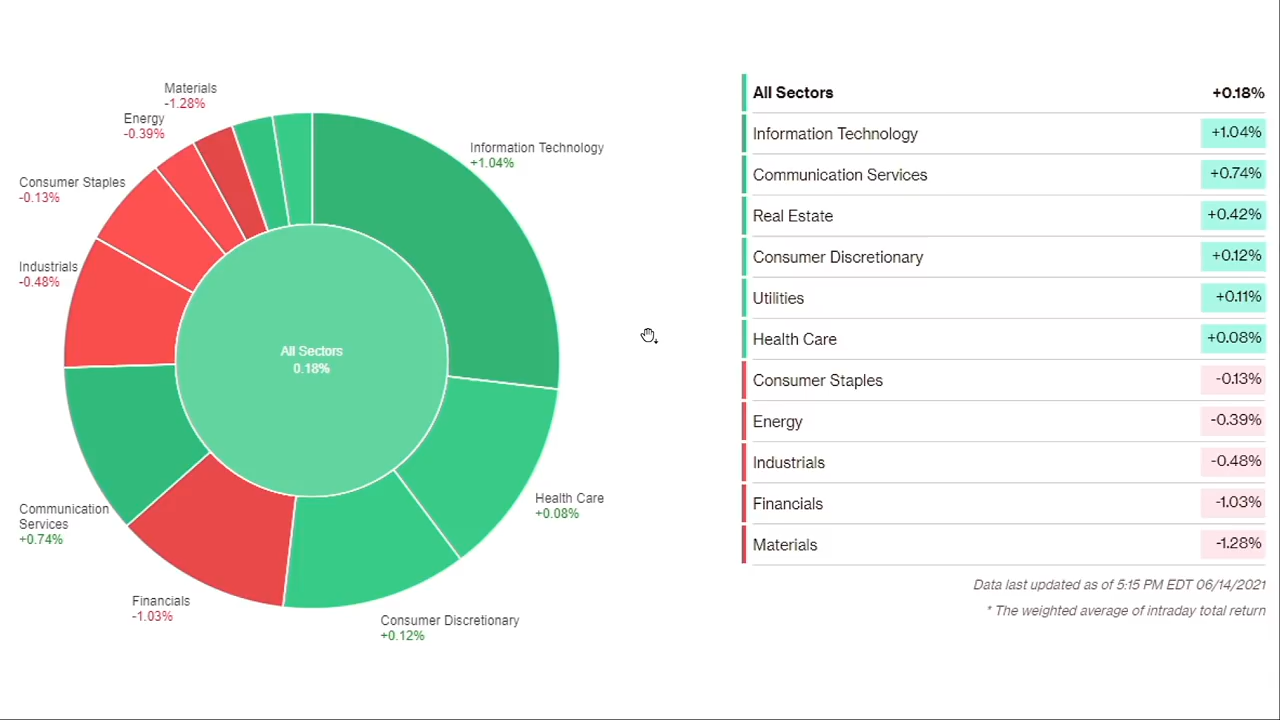 Materials
-1.28%
Energy
-0.39%
Consumer Staples
-0.13%
Industrials
-0.48%
Information Technology
+1.04%
All Sectors
0.18%
Health Care
+0.08%
Communication
Services
+0.74%
Financials
-1.03%
Consumer Discretionary
+0.12%
All Sectors +0.18%
Information Technology +1.04%
Communication Services +0.74%
Real Estate +0.42%
Consumer Discretionary +0.12%
Utilities +0.11%
Health Care +0.08%
Consumer Staples -0.13%
Energy -0.39%
Industrials -0.48%
Financials -1.03%
Materials -1.28%
Data last updated as of 5:15 PM EDT 06/14/2021
* The weighted average of intraday total return